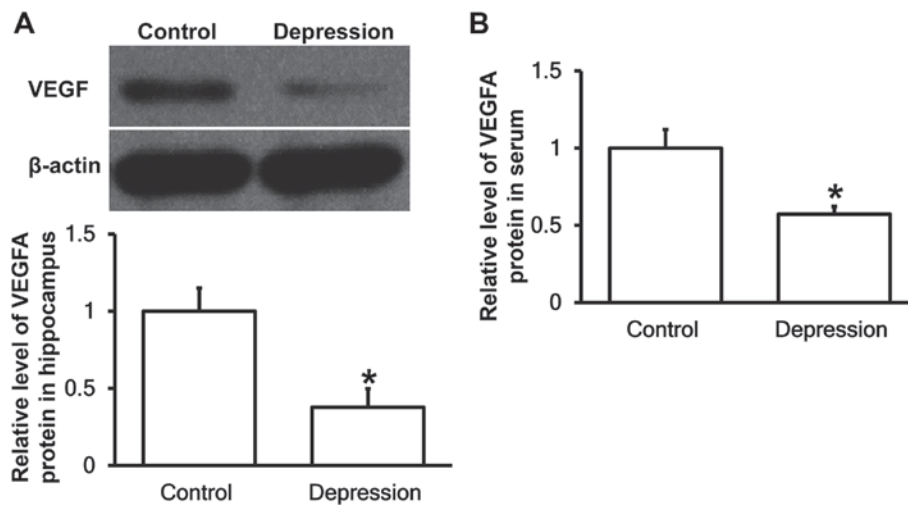 A
Control Depression
VEGF
β-actin
Relative level of VEGFA
protein in hippocampus
1.5
1
0.5
0
*
Control Depression
B
Relative level of VEGFA
protein in serum
1.5
1
0.5
0
*
Control Depression